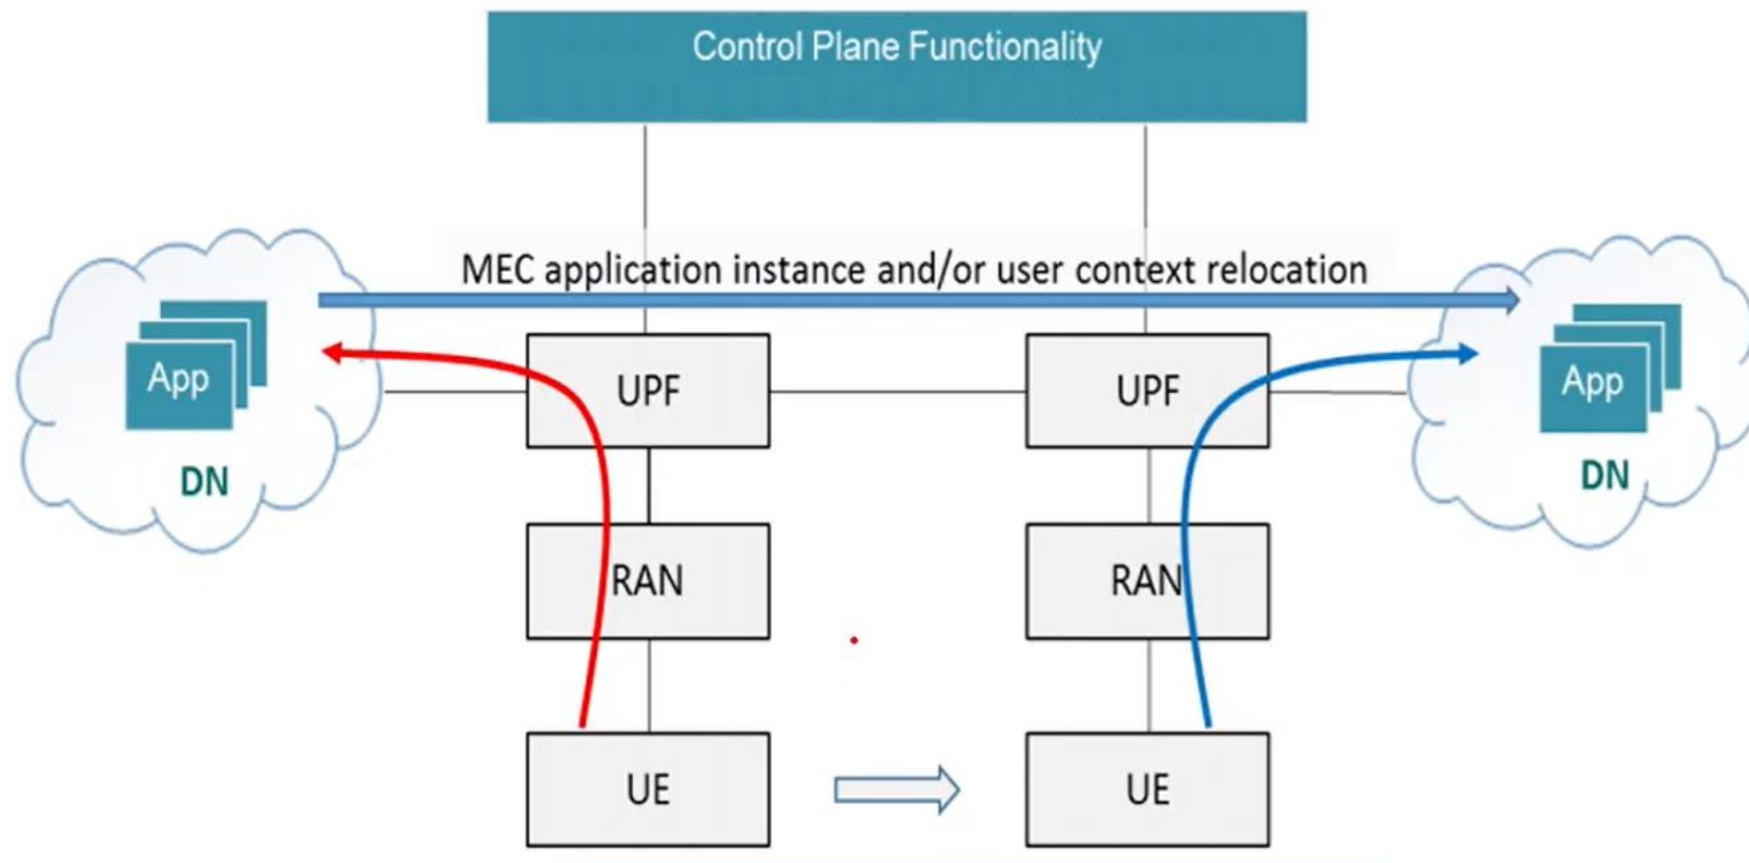 Control Plane Functionality
MEC application instance and/or user context relocation
App
DN
UPF
UPF
App
DN
RAN
RAN
UE
UE